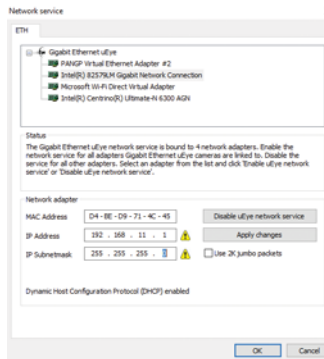 Network service
ETH
Gigabit Ethernet uEye
PANGP Virtual Ethernet Adapter #2
Intel(R) 82579LM Gigabit Network Connection
Microsoft Wi-Fi Direct Virtual Adapter
Intel(R) Centrino(R) Ultimate-N 6300 AGN
Status
The Gigabit Ethernet uEye network service is bound to 4 network adapters. Enable the
network service for all adapters Gigabit Ethernet uEye cameras are linked to. Disable the
service for all other adapters. Select an adapter from the list and click 'Enable uEye network
service' or 'Disable uEye network service'.
Network adapter
MAC Address D4-BE-D9-71-4C-45 Disable uEye network service
IP Address 192 . 168 . 11 . 1 Apply changes
IP Subnetmask 255 . 255 . 255 . 0 Use 2K jumbo packets
Dynamic Host Configuration Protocol (DHCP) enabled
OK Cancel